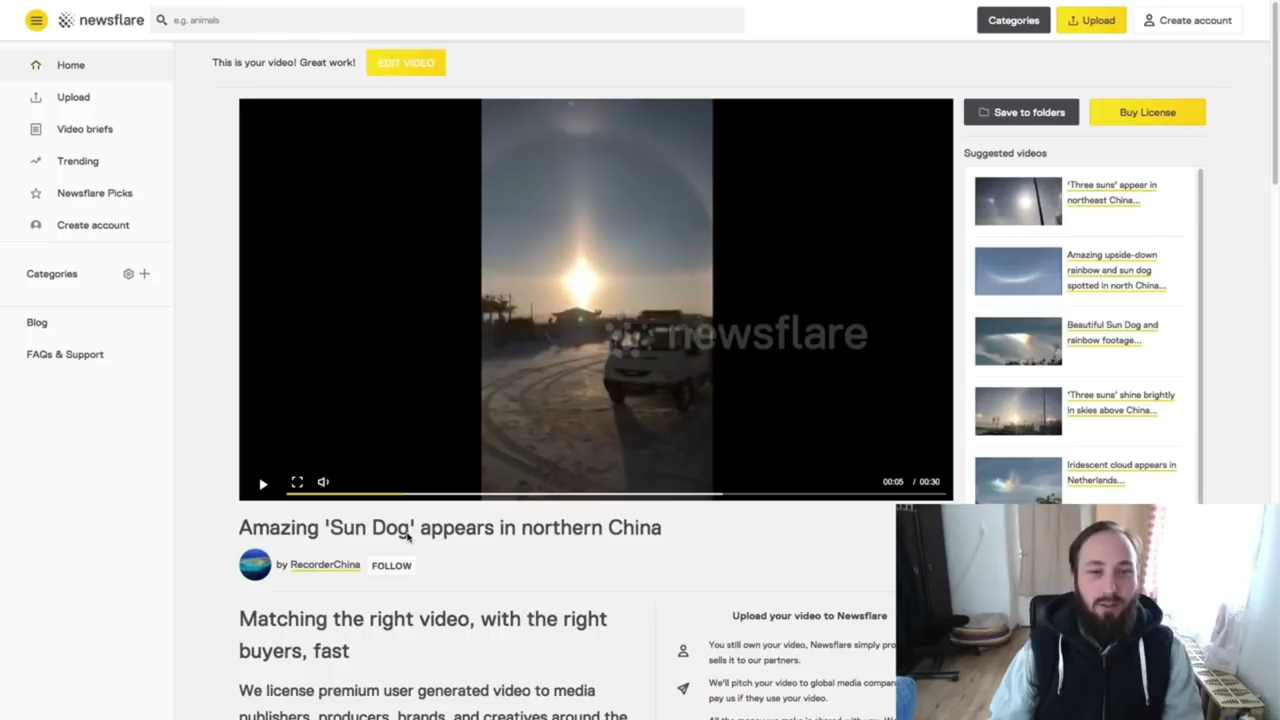 newsflare
e.g. animals
Categories
Upload
Create account
Home
Upload
Video briefs
Trending
Newsflare Picks
Create account
Categories
Blog
FAQs & Support
This is your video! Great work!
EDIT VIDEO
newsflare
00:05 / 00:30
Save to folders
Buy License
Suggested videos
'Three suns' appear in
northeast China...
Amazing upside-down
rainbow and sun dog
spotted in north China...
Beautiful Sun Dog and
rainbow footage...
'Three suns' shine brightly
in skies above China...
Iridescent cloud appears in
Netherlands...
Amazing 'Sun Dog' appears in northern China
by RecorderChina
FOLLOW
Matching the right video, with the right
buyers, fast
We license premium user generated video to media
publishers, producers, brands, and creatives around the
Upload your video to Newsflare
You still own your video, Newsflare simply
sells it to our partners.
We'll pitch your video to global media
pay us if they use your video.